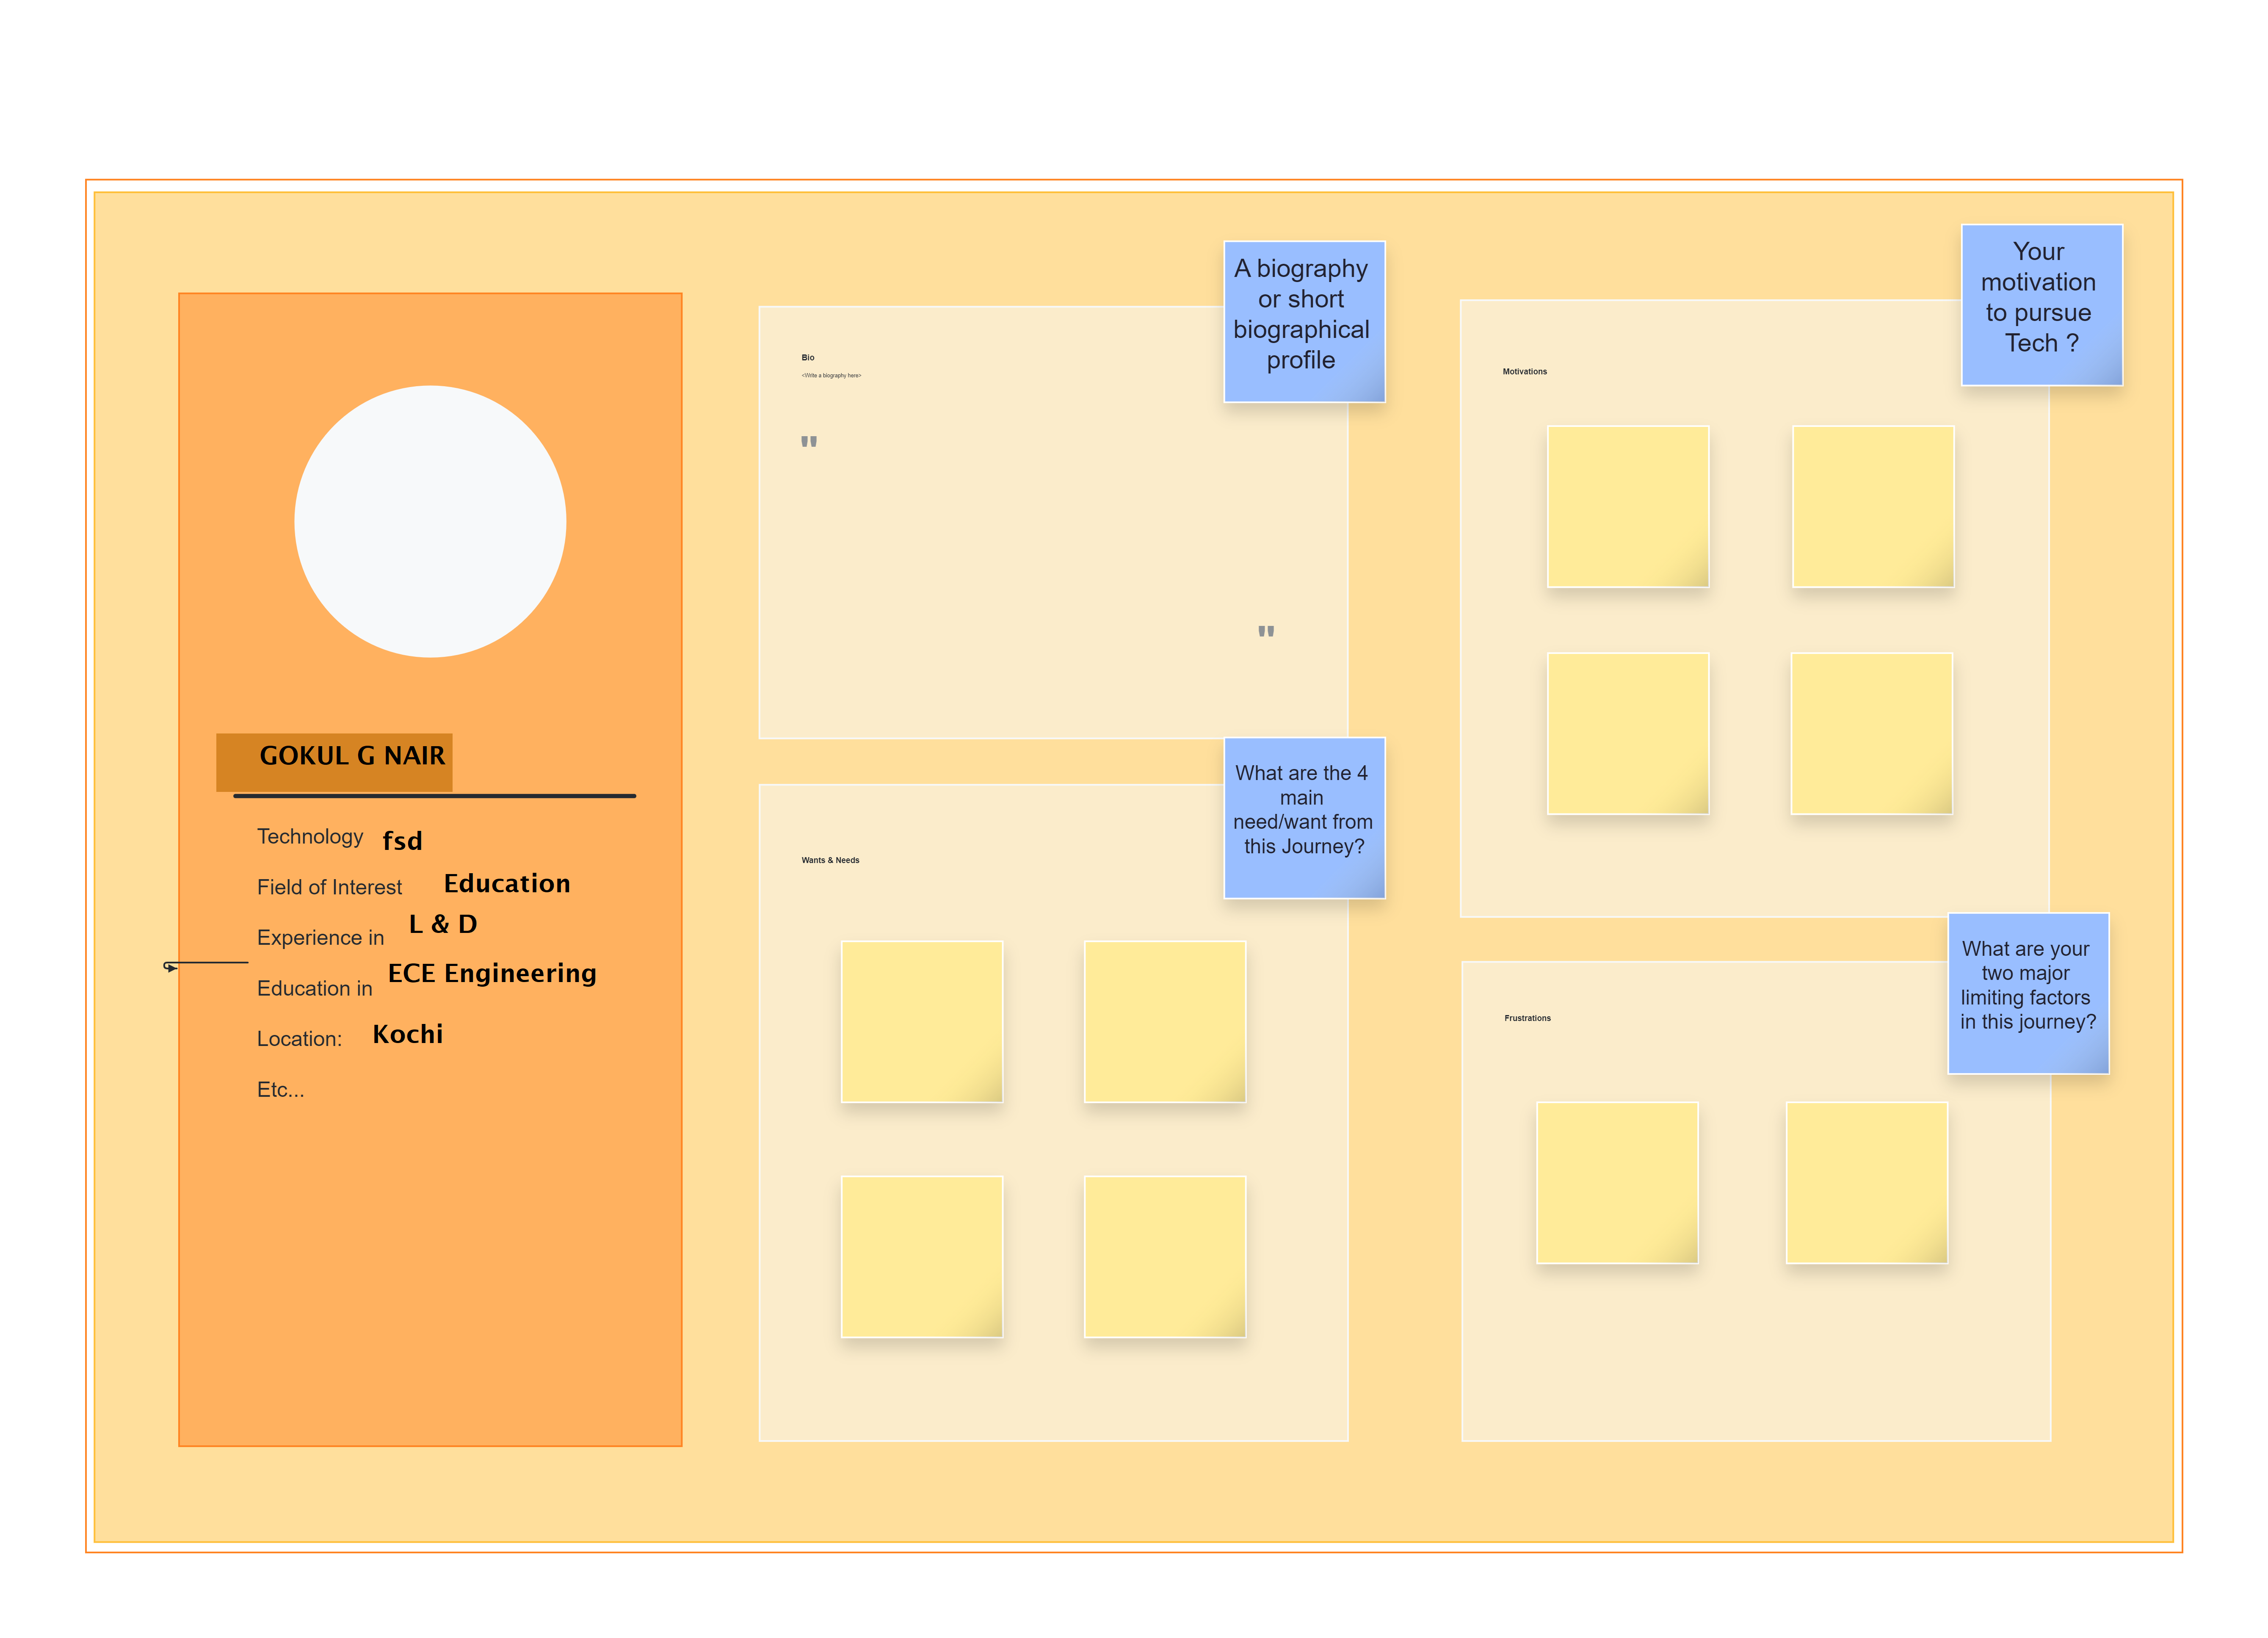 GOKUL G NAIR
Technology fsd
Field of Interest Education
Experience in L & D
Education in ECE Engineering
Location: Kochi
Etc...
A biography
or short
biographical
profile
Bio
<Write a biography here>
"
"
What are the 4
main
need/want from
this Journey?
Wants & Needs
Your
motivation
to pursue
Tech ?
Motivations
What are your
two major
limiting factors
in this journey?
Frustrations